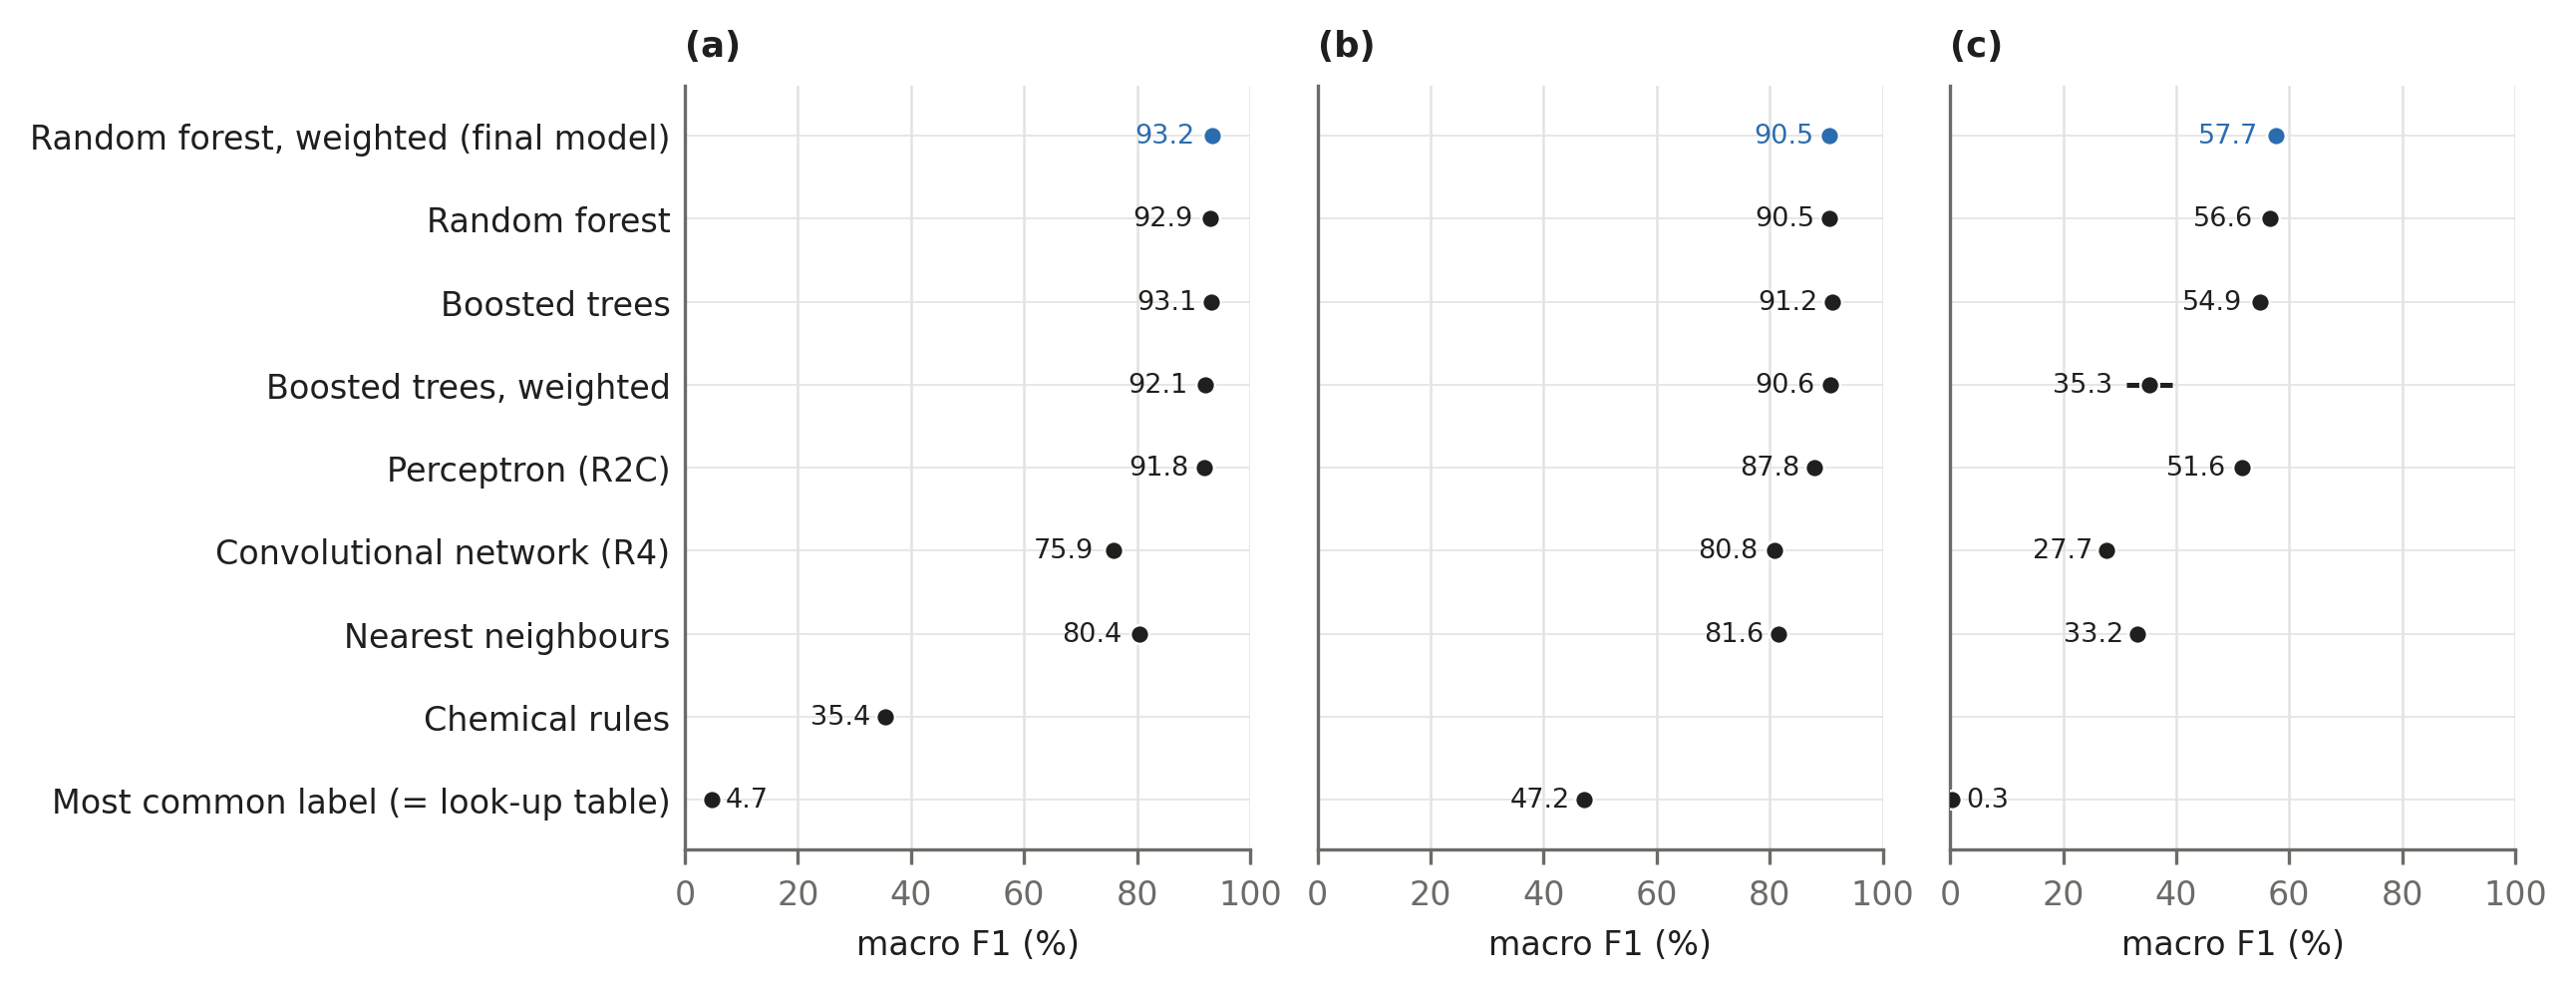 (a) (b) (c)
Random forest, weighted (final model) 93.2 90.5 57.7
Random forest 92.9 90.5 56.6
Boosted trees 93.1 91.2 54.9
Boosted trees, weighted 92.1 90.6 35.3
Perceptron (R2C) 91.8 87.8 51.6
Convolutional network (R4) 75.9 80.8 27.7
Nearest neighbours 80.4 81.6 33.2
Chemical rules 35.4
Most common label (= look-up table) 4.7 47.2 0.3
0 20 40 60 80 100 0 20 40 60 80 100 0 20 40 60 80 100
macro F1 (%) macro F1 (%) macro F1 (%)